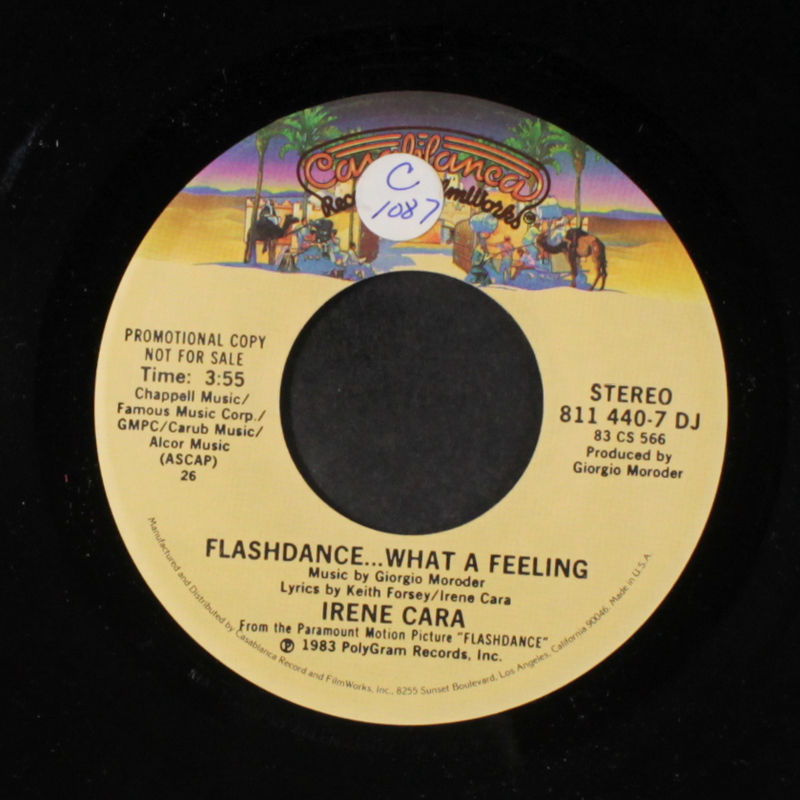 Casablanca
Rec ilmWorks
C
1087
PROMOTIONAL COPY
NOT FOR SALE
Time: 3:55
Chappell Music/
Famous Music Corp./
GMPC/Carub Music/
Alcor Music
(ASCAP)
26
STEREO
811 440-7 DJ
83 CS 566
Produced by
Giorgio Moroder
FLASHDANCE...WHAT A FEELING
Music by Giorgio Moroder
Lyrics by Keith Forsey/Irene Cara
IRENE CARA
From the Paramount Motion Picture "FLASHDANCE"
℗ 1983 PolyGram Records, Inc.
Manufactured and Distributed by Casablanca Record and FilmWorks, Inc., 8255 Sunset Boulevard, Los Angeles, California 90046. Made in U.S.A.